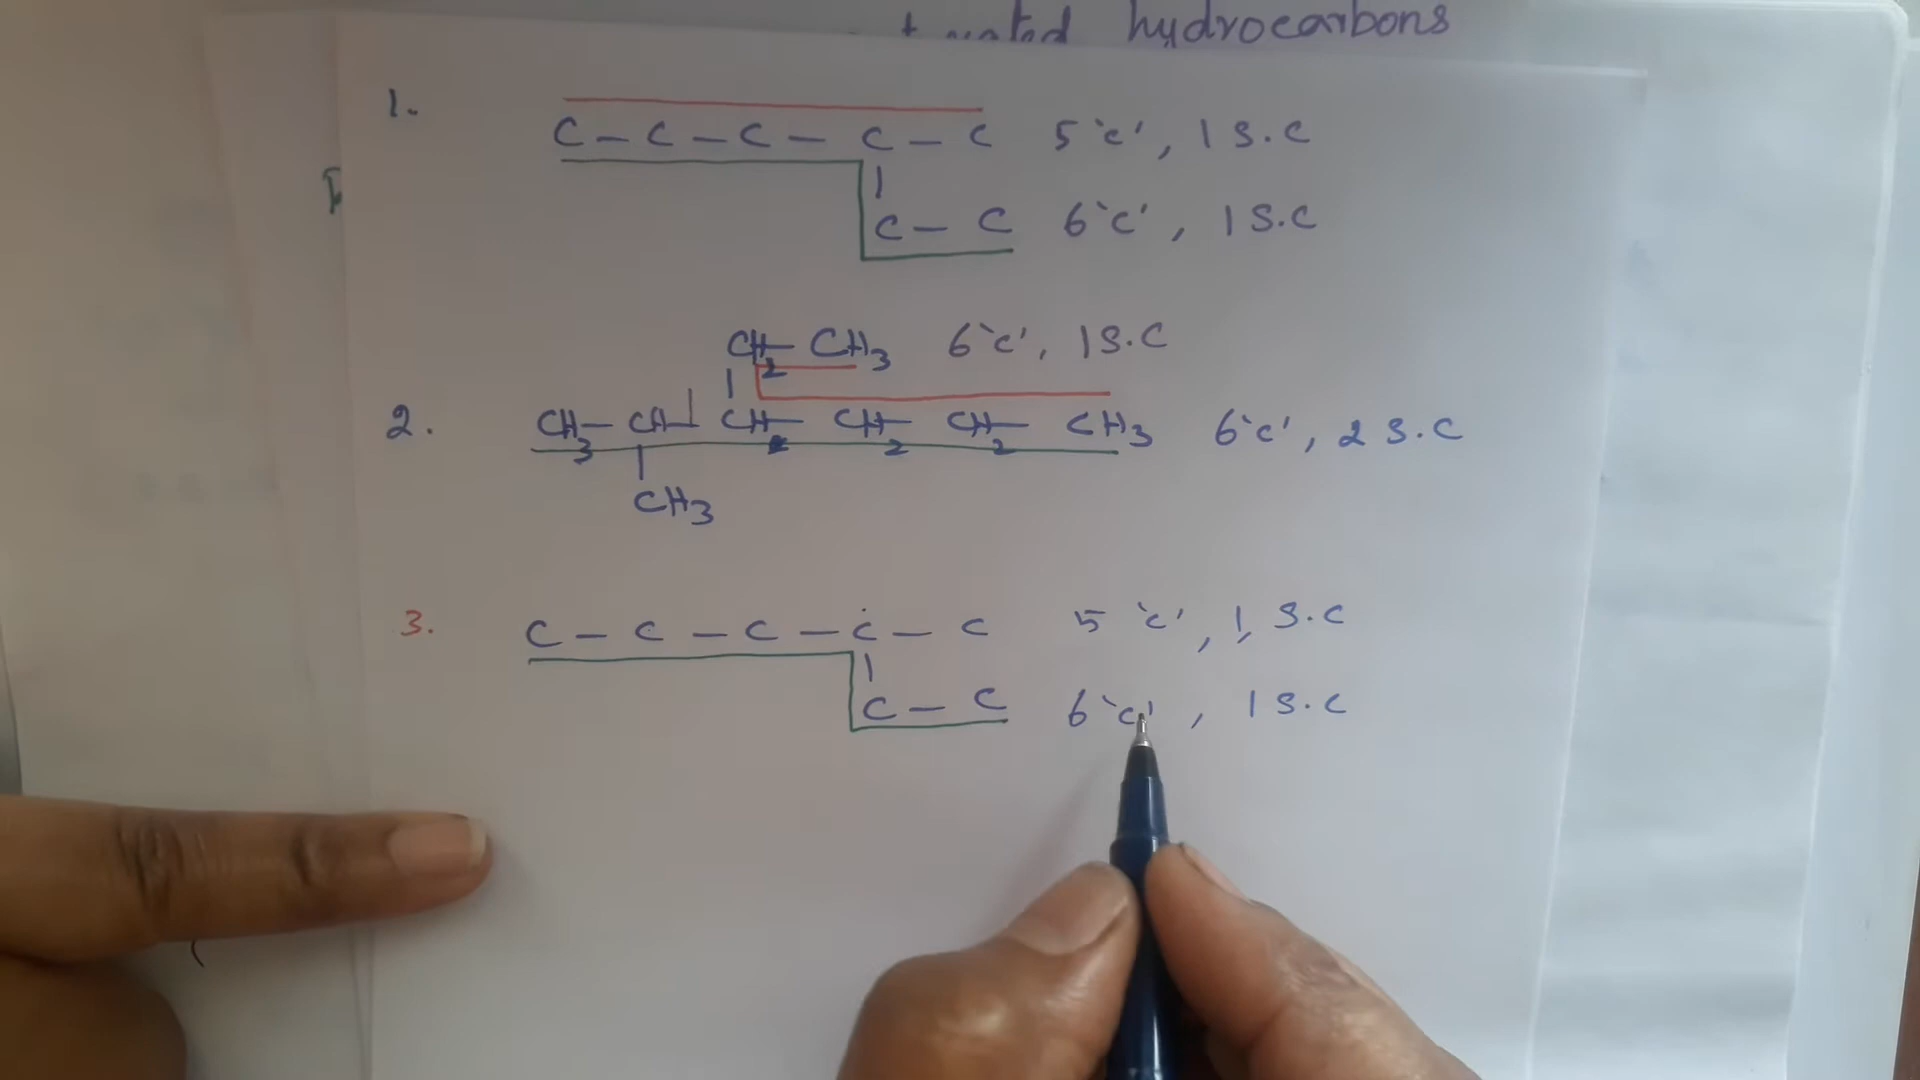 hydrocarbons
1.
C - C - C - C - C 5 'c', 1 S.C
|
C - C 6 'c', 1 S.C
CH2 - CH3 6 'c', 1 S.C
|
2. CH3 - CH - CH - CH2 - CH2 - CH3 6 'c', 2 S.C
|
CH3
3. C - C - C - C - C 5 'c', 1, S.C
|
C - C 6 'c', 1 S.C